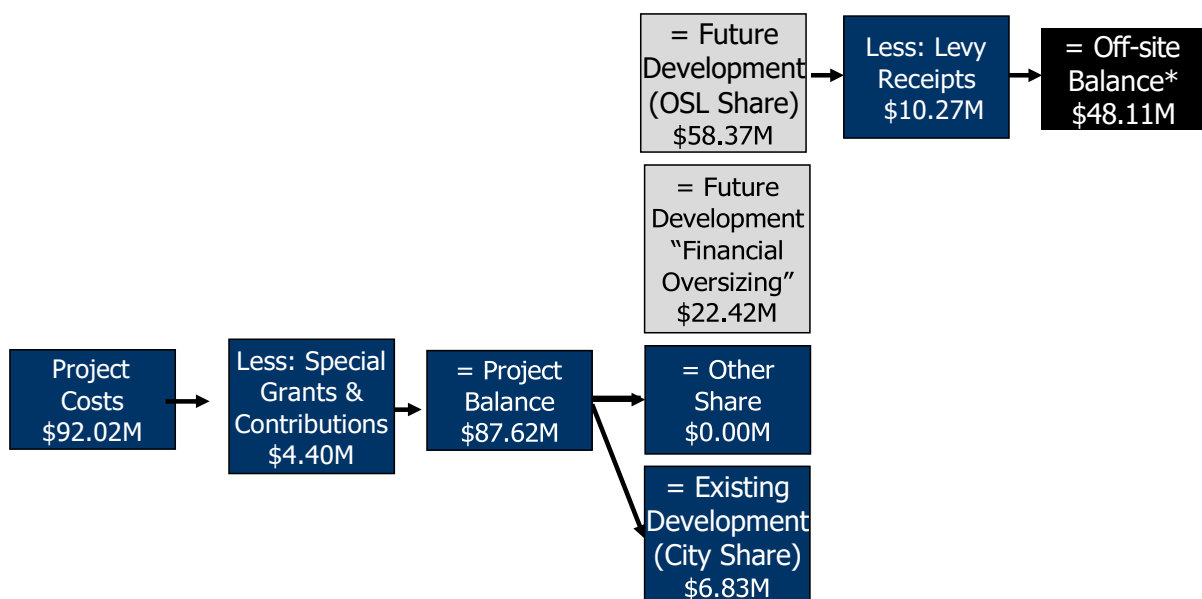 = Future
Development
(OSL Share)
$58.37M
Less: Levy
Receipts
$10.27M
= Off-site
Balance*
$48.11M
= Future
Development
“Financial
Oversizing”
$22.42M
Project
Costs
$92.02M
Less: Special
Grants &
Contributions
$4.40M
= Project
Balance
$87.62M
= Other
Share
$0.00M
= Existing
Development
(City Share)
$6.83M